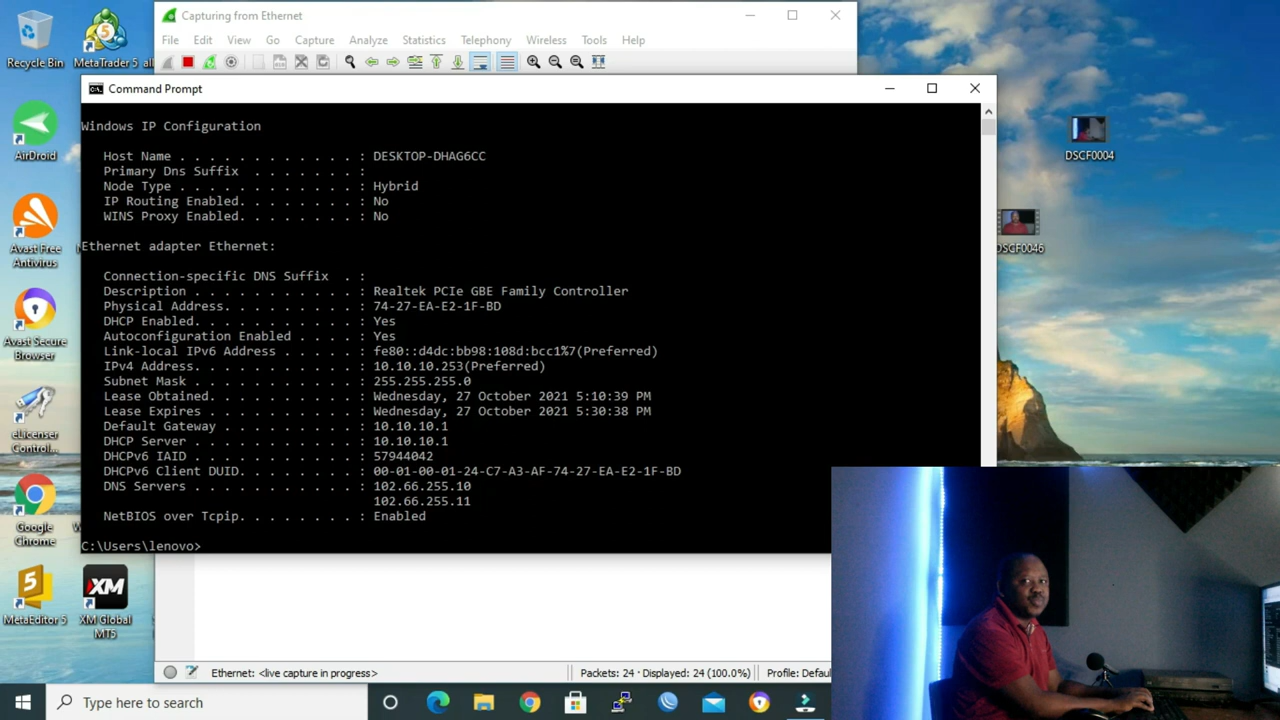 Capturing from Ethernet
File Edit View Go Capture Analyze Statistics Telephony Wireless Tools Help
Command Prompt
Windows IP Configuration
Host Name . . . . . . . . . . . . : DESKTOP-DHAG6CC
Primary Dns Suffix . . . . . . . :
Node Type . . . . . . . . . . . . : Hybrid
IP Routing Enabled. . . . . . . . : No
WINS Proxy Enabled. . . . . . . . : No
Ethernet adapter Ethernet:
Connection-specific DNS Suffix . :
Description . . . . . . . . . . . : Realtek PCIe GBE Family Controller
Physical Address. . . . . . . . . : 74-27-EA-E2-1F-BD
DHCP Enabled. . . . . . . . . . . : Yes
Autoconfiguration Enabled . . . . : Yes
Link-local IPv6 Address . . . . . : fe80::d4dc:bb98:108d:bcc1%7(Preferred)
IPv4 Address. . . . . . . . . . . : 10.10.10.253(Preferred)
Subnet Mask . . . . . . . . . . . : 255.255.255.0
Lease Obtained. . . . . . . . . . : Wednesday, 27 October 2021 5:10:39 PM
Lease Expires . . . . . . . . . . : Wednesday, 27 October 2021 5:30:38 PM
Default Gateway . . . . . . . . . : 10.10.10.1
DHCP Server . . . . . . . . . . . : 10.10.10.1
DHCPv6 IAID . . . . . . . . . . . : 57944042
DHCPv6 Client DUID. . . . . . . . : 00-01-00-01-24-C7-A3-AF-74-27-EA-E2-1F-BD
DNS Servers . . . . . . . . . . . : 102.66.255.10
102.66.255.11
NetBIOS over Tcpip. . . . . . . . : Enabled
C:\Users\lenovo>
Ethernet: <live capture in progress>
Packets: 24 · Displayed: 24 (100.0%)
Profile: Defau
Recycle Bin
5
MetaTrader 5
AirDroid
Avast Free
Antivirus
Avast Secure
Browser
eLicenser
Control...
Google
Chrome
5
MetaEditor 5
XM
XM Global
MT5
DSCF0004
DSCF0046
Type here to search